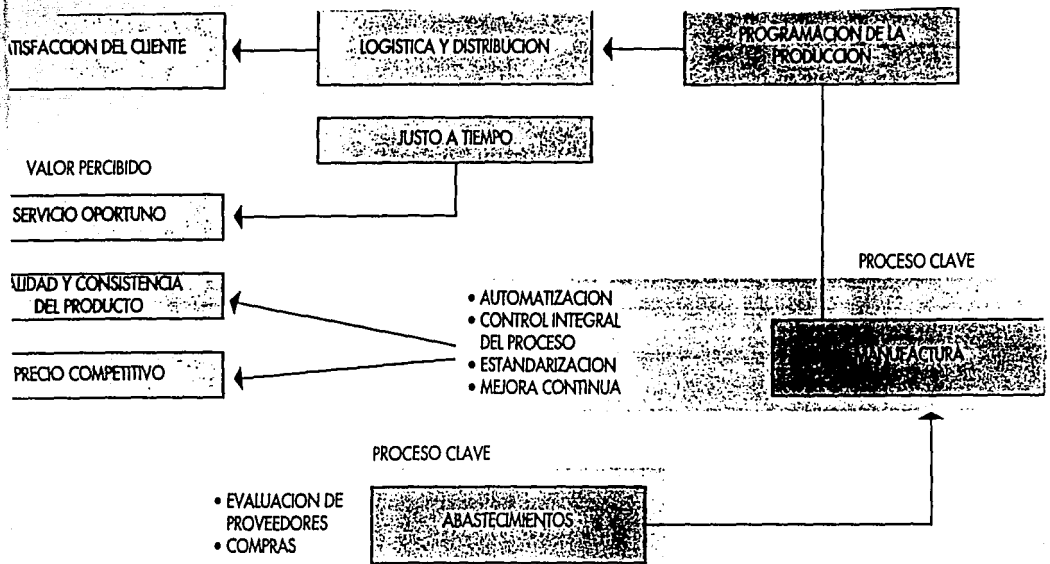 ATISFACCION DEL CLIENTE
LOGISTICA Y DISTRIBUCION
PROGRAMACION DE LA
PRODUCCION
JUSTO A TIEMPO
VALOR PERCIBIDO
SERVICIO OPORTUNO
ALIDAD Y CONSISTENCIA
DEL PRODUCTO
PRECIO COMPETITIVO
• AUTOMATIZACION
• CONTROL INTEGRAL
DEL PROCESO
• ESTANDARIZACION
• MEJORA CONTINUA
PROCESO CLAVE
MANUFACTURA
PROCESO CLAVE
• EVALUACION DE
PROVEEDORES
• COMPRAS
ABASTECIMIENTOS